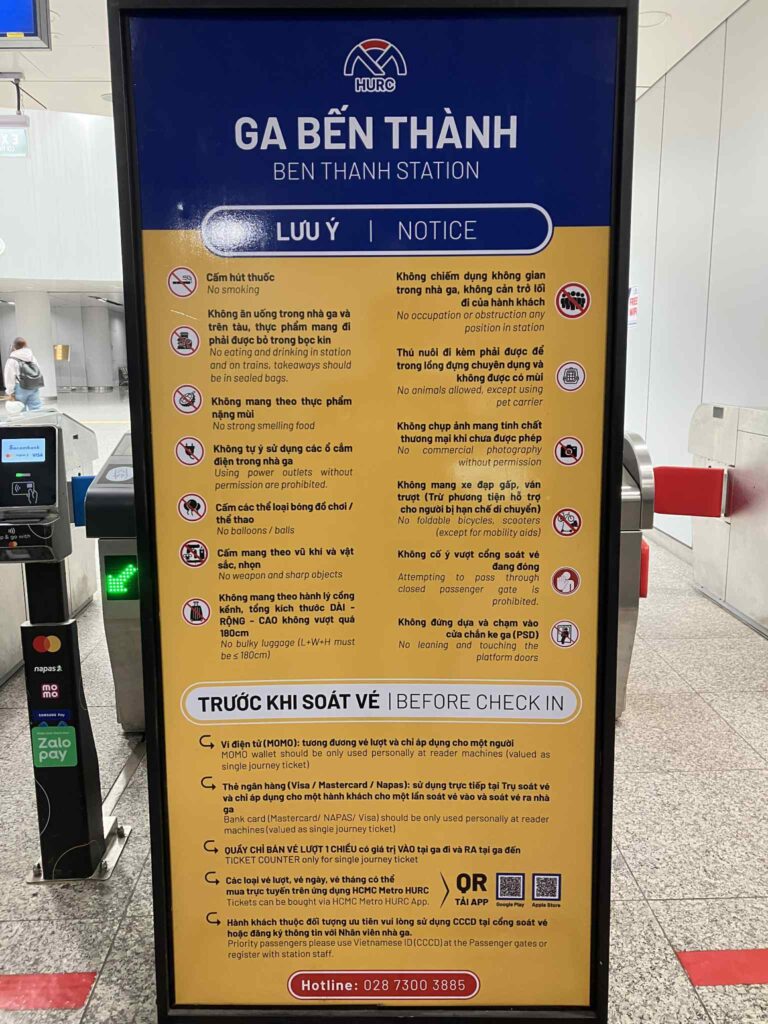 HURC
GA BẾN THÀNH
BEN THANH STATION
LƯU Ý | NOTICE
Cấm hút thuốc
No smoking
Không ăn uống trong nhà ga và
trên tàu, thực phẩm mang đi
phải được bỏ trong bọc kín
No eating and drinking in station
and on trains, takeaways should
be in sealed bags.
Không mang theo thực phẩm
nặng mùi
No strong smelling food
Không tự ý sử dụng các ổ cắm
điện trong nhà ga
Using power outlets without
permission are prohibited.
Cấm các thể loại bóng đồ chơi /
thể thao
No balloons / balls
Cấm mang theo vũ khí và vật
sắc, nhọn
No weapon and sharp objects
Không mang theo hành lý cồng
kềnh, tổng kích thước DÀI -
RỘNG - CAO không vượt quá
180cm
No bulky luggage (L+W+H must
be ≤ 180cm)
Không chiếm dụng không gian
trong nhà ga, không cản trở lối
đi của hành khách
No occupation or obstruction any
position in station
Thú nuôi đi kèm phải được để
trong lồng đựng chuyên dụng và
không được có mùi
No animals allowed, except using
pet carrier
Không chụp ảnh mang tính chất
thương mại khi chưa được phép
No commercial photography
without permission
Không mang xe đạp gấp, ván
trượt (Trừ phương tiện hỗ trợ
cho người bị hạn chế di chuyển)
No foldable bicycles, scooters
(except for mobility aids)
Không cố ý vượt cổng soát vé
đang đóng
Attempting to pass through
closed passenger gate is
prohibited.
Không đứng dựa và chạm vào
cửa chắn ke ga (PSD)
No leaning and touching the
platform doors
TRƯỚC KHI SOÁT VÉ | BEFORE CHECK IN
Ví điện tử (MOMO): tương đương vé lượt và chỉ áp dụng cho một người
MOMO wallet should be only used personally at reader machines (valued as
single journey ticket)
Thẻ ngân hàng (Visa / Mastercard / Napas): sử dụng trực tiếp tại Trụ soát vé
và chỉ áp dụng cho một hành khách cho một lần soát vé vào và soát vé ra nhà
ga
Bank card (Mastercard/ NAPAS/ Visa) should be only used personally at reader
machines (valued as single journey ticket)
QUẦY CHỈ BÁN VÉ LƯỢT 1 CHIỀU có giá trị VÀO tại ga đi và RA tại ga đến
TICKET COUNTER only for single journey ticket
Các loại vé lượt, vé ngày, vé tháng có thể
mua trực tuyến trên ứng dụng HCMC Metro HURC
Tickets can be bought via HCMC Metro HURC App.
QR
TẢI APP
Google Play Apple Store
Hành khách thuộc đối tượng ưu tiên vui lòng sử dụng CCCD tại cổng soát vé
hoặc đăng ký thông tin với Nhân viên nhà ga.
Priority passengers please use Vietnamese ID (CCCD) at the Passenger gates or
register with station staff.
Hotline: 028 7300 3885
Sacombank
VISA
napas
mo
mo
SAMSUNG Pay
Zalo
pay
FREE